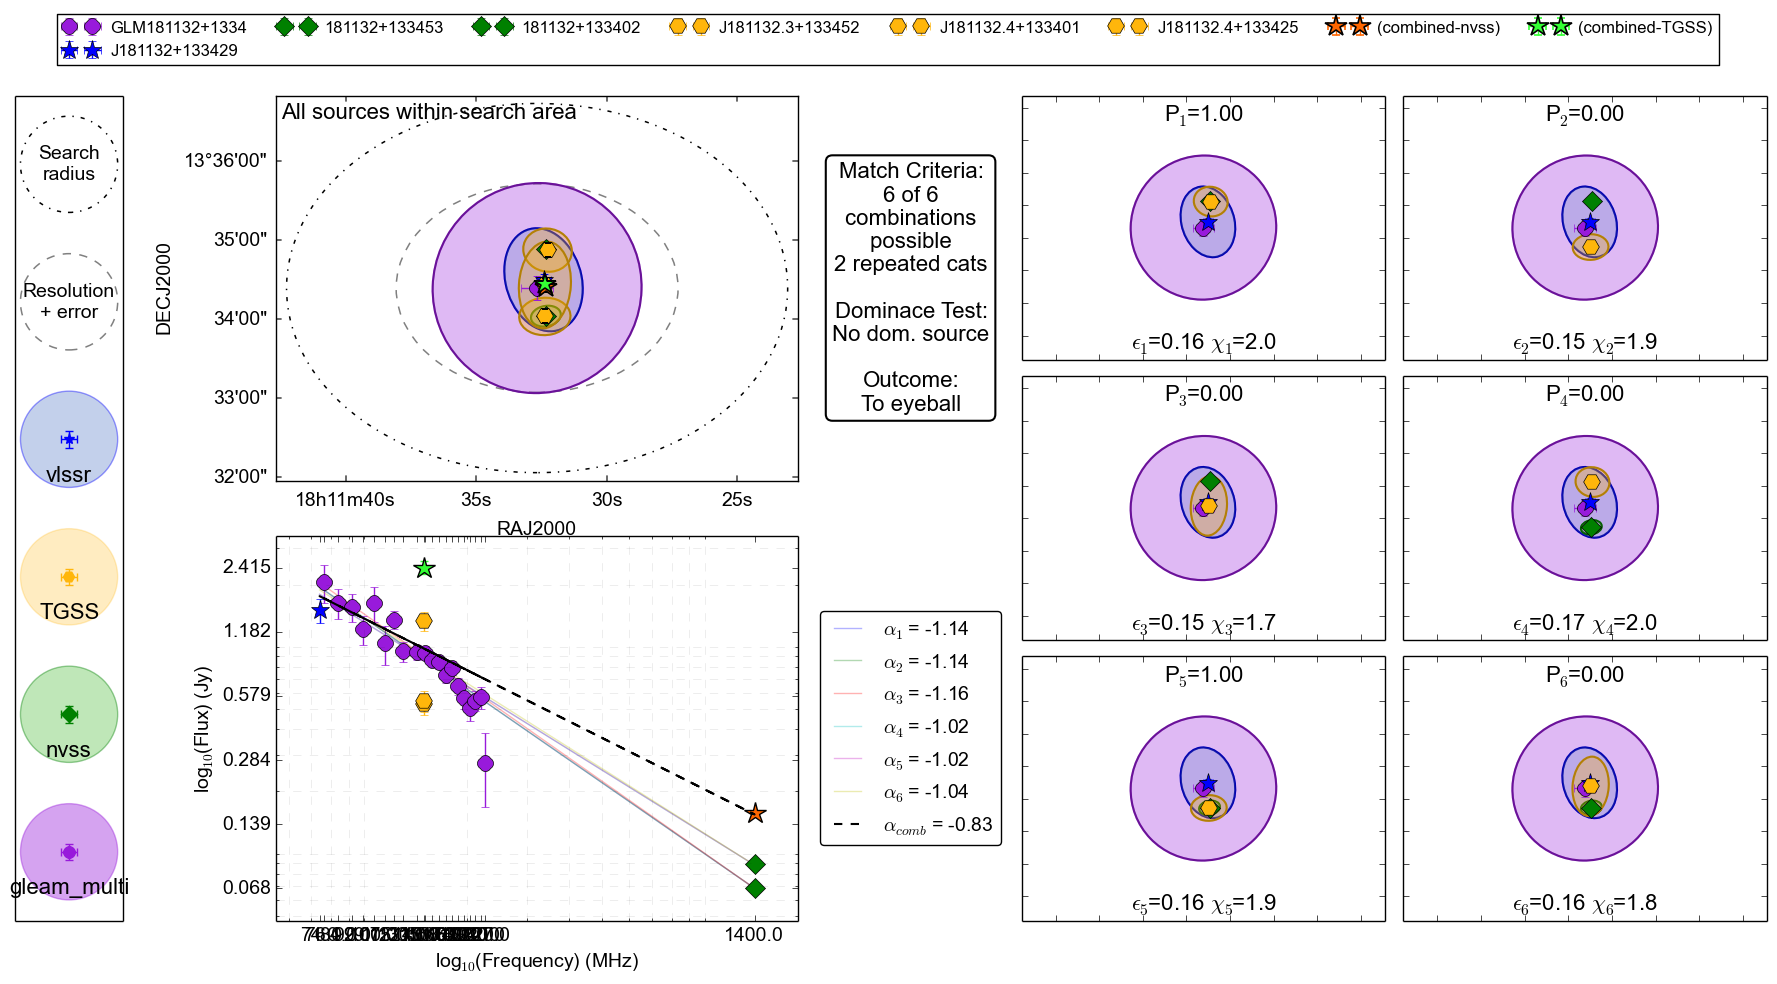 GLM181132+1334 181132+133453 181132+133402 J181132.3+133452 J181132.4+133401 J181132.4+133425 (combined-nvss) (combined-TGSS)
J181132+133429
Search
radius
Resolution
+ error
vlssr
TGSS
nvss
gleam_multi
All sources within search area
13°36'00"
35'00"
34'00"
33'00"
32'00"
DECJ2000
18h11m40s 35s 30s 25s
RAJ2000
Match Criteria:
6 of 6
combinations
possible
2 repeated cats
Dominace Test:
No dom. source
Outcome:
To eyeball
2.415
1.182
0.579
0.284
0.139
0.068
log10(Flux) (Jy)
1400.0
log10(Frequency) (MHz)
α1 = -1.14
α2 = -1.14
α3 = -1.16
α4 = -1.02
α5 = -1.02
α6 = -1.04
αcomb = -0.83
P1=1.00
ϵ1=0.16 χ1=2.0
P2=0.00
ϵ2=0.15 χ2=1.9
P3=0.00
ϵ3=0.15 χ3=1.7
P4=0.00
ϵ4=0.17 χ4=2.0
P5=1.00
ϵ5=0.16 χ5=1.9
P6=0.00
ϵ6=0.16 χ6=1.8